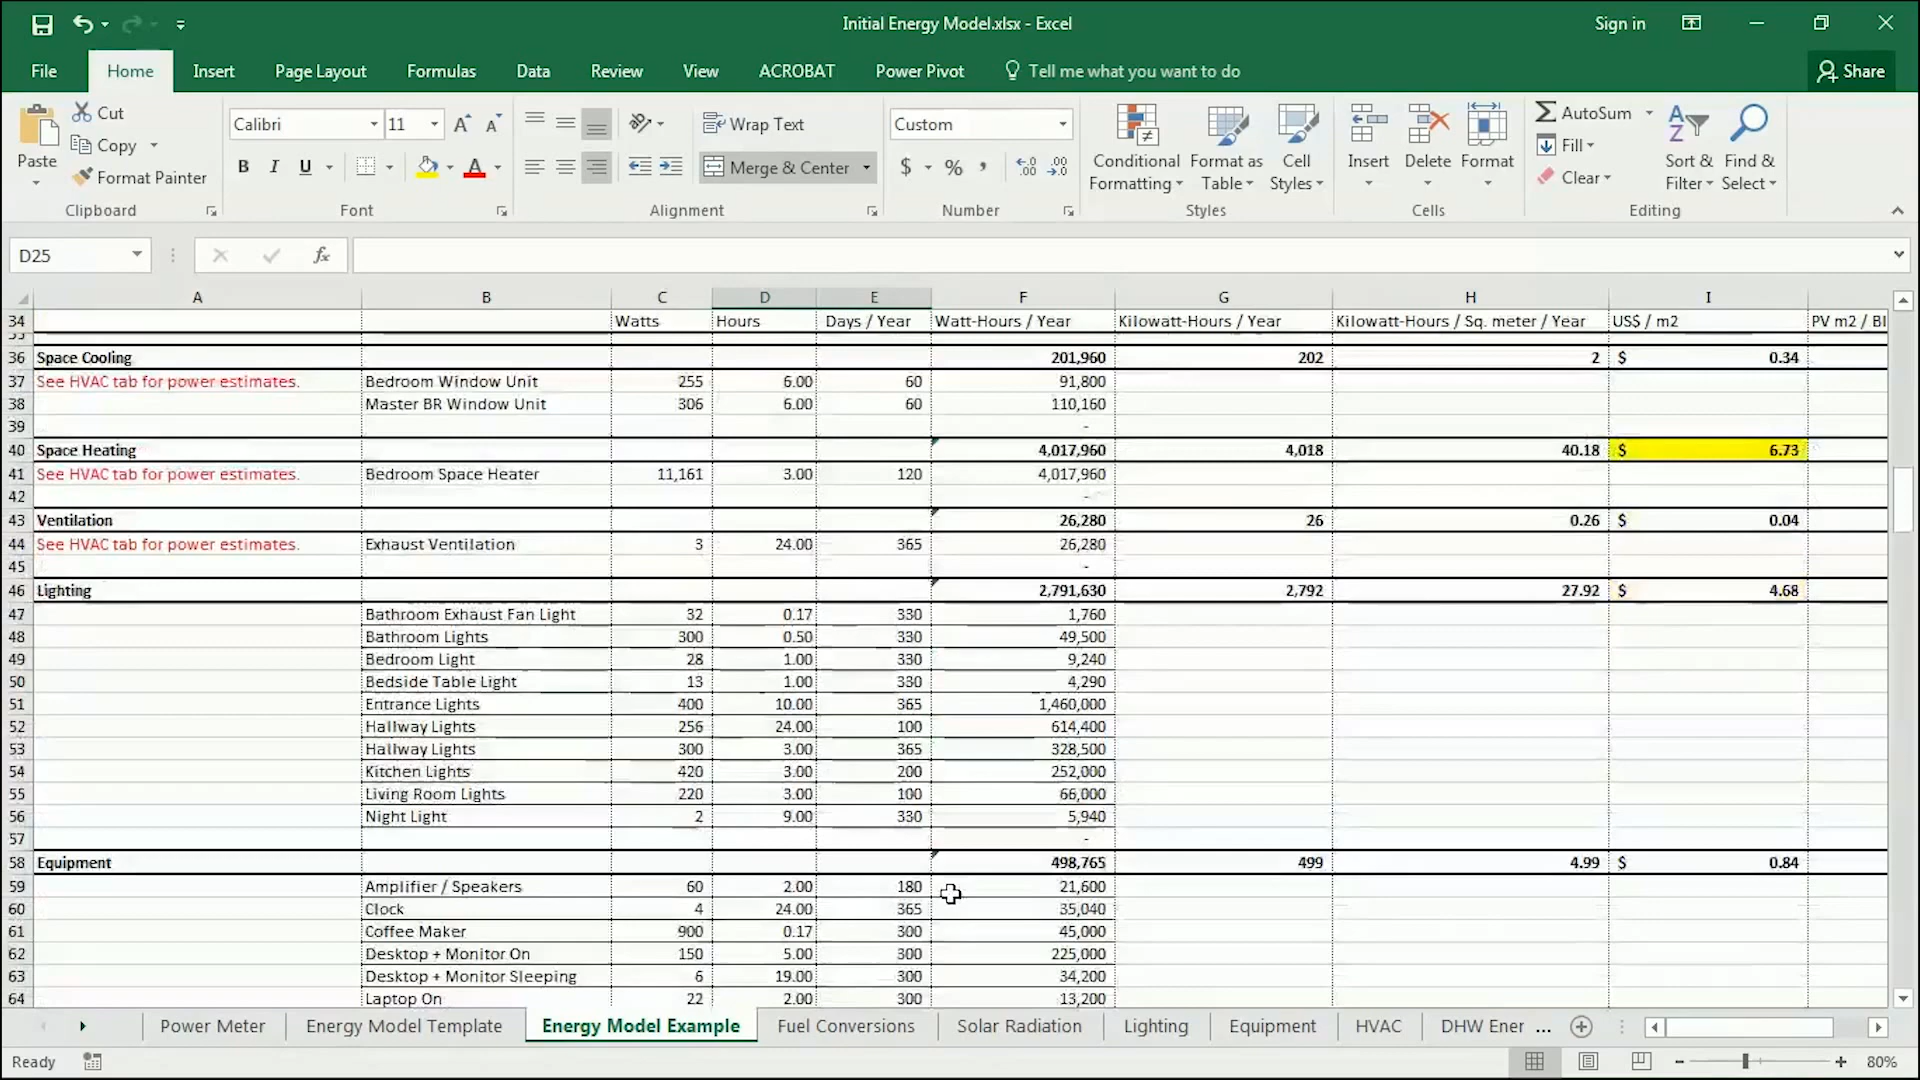 Initial Energy Model.xlsx - Excel
Sign in
File Home Insert Page Layout Formulas Data Review View ACROBAT Power Pivot Tell me what you want to do Share
Paste Cut Copy Format Painter
Calibri 11
B I U A
Wrap Text
Merge & Center
Custom
$ % ,
Conditional Formatting Format as Table Cell Styles
Insert Delete Format
AutoSum Fill Clear
Sort & Filter Find & Select
Clipboard Font Alignment Number Styles Cells Editing
D25 fx
A B C D E F G H I
34 Watts Hours Days / Year Watt-Hours / Year Kilowatt-Hours / Year Kilowatt-Hours / Sq. meter / Year US$ / m2 PV m2 / Bl
35
36 Space Cooling 201,960 202 2 $ 0.34
37 See HVAC tab for power estimates. Bedroom Window Unit 255 6.00 60 91,800
38 Master BR Window Unit 306 6.00 60 110,160
39 -
40 Space Heating 4,017,960 4,018 40.18 $ 6.73
41 See HVAC tab for power estimates. Bedroom Space Heater 11,161 3.00 120 4,017,960
42 -
43 Ventilation 26,280 26 0.26 $ 0.04
44 See HVAC tab for power estimates. Exhaust Ventilation 3 24.00 365 26,280
45 -
46 Lighting 2,791,630 2,792 27.92 $ 4.68
47 Bathroom Exhaust Fan Light 32 0.17 330 1,760
48 Bathroom Lights 300 0.50 330 49,500
49 Bedroom Light 28 1.00 330 9,240
50 Bedside Table Light 13 1.00 330 4,290
51 Entrance Lights 400 10.00 365 1,460,000
52 Hallway Lights 256 24.00 100 614,400
53 Hallway Lights 300 3.00 365 328,500
54 Kitchen Lights 420 3.00 200 252,000
55 Living Room Lights 220 3.00 100 66,000
56 Night Light 2 9.00 330 5,940
57 -
58 Equipment 498,765 499 4.99 $ 0.84
59 Amplifier / Speakers 60 2.00 180 21,600
60 Clock 4 24.00 365 35,040
61 Coffee Maker 900 0.17 300 45,000
62 Desktop + Monitor On 150 5.00 300 225,000
63 Desktop + Monitor Sleeping 6 19.00 300 34,200
64 Laptop On 22 2.00 300 13,200
Power Meter Energy Model Template Energy Model Example Fuel Conversions Solar Radiation Lighting Equipment HVAC DHW Ener ...
Ready 80%